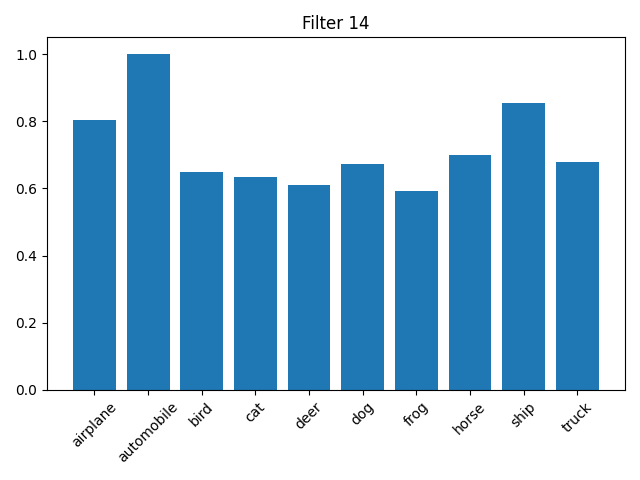 Filter 14
1.0
0.8
0.6
0.4
0.2
0.0
airplane
automobile
bird
cat
deer
dog
frog
horse
ship
truck